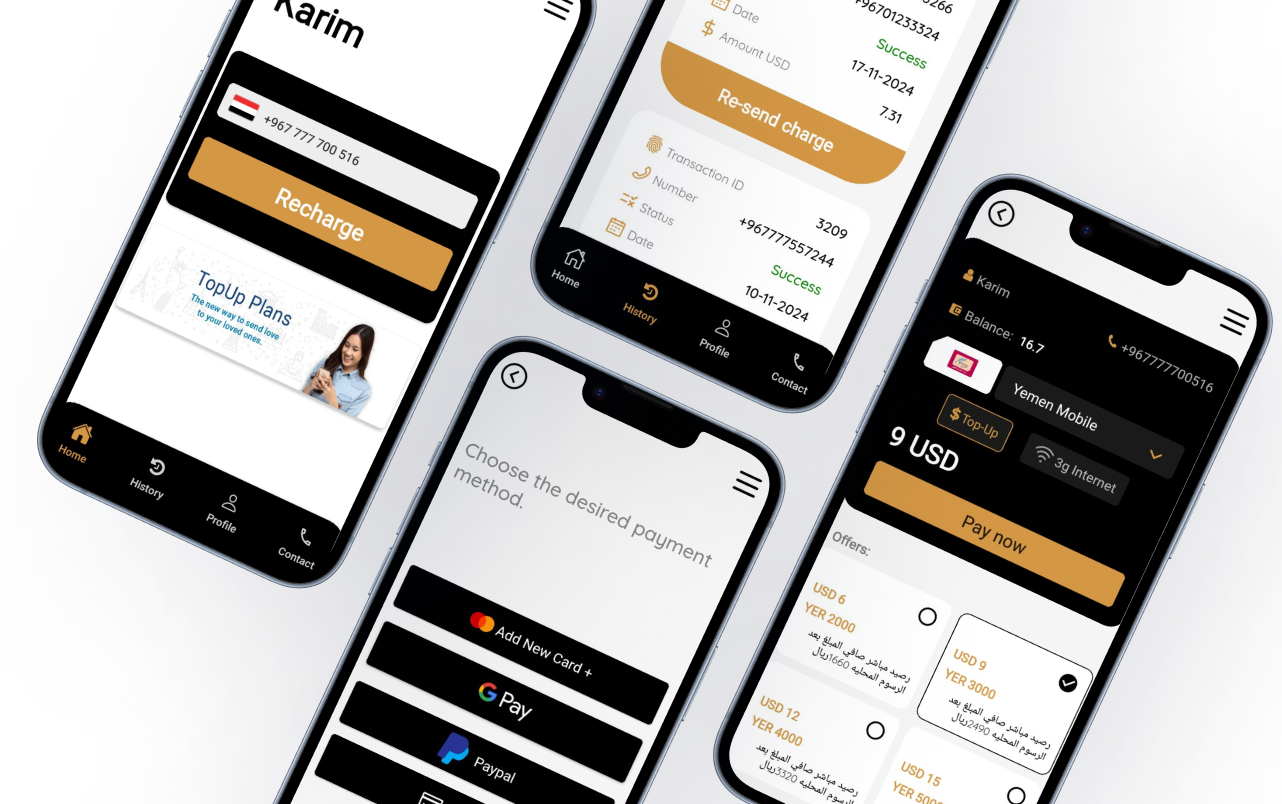 Karim
+967 777 700 516
Recharge
TopUp Plans
The new way to send love
to your loved ones.
Home
History
Profile
Contact
+96701233324
Success
Date
17-11-2024
Amount USD
7.31
Re-send charge
Transaction ID
3209
Number
+967777557244
Status
Success
Date
10-11-2024
Home
History
Profile
Contact
Choose the desired payment
method.
Add New Card +
G Pay
Paypal
Karim
Balance: 16.7
+967777700516
Yemen Mobile
$ Top-Up
3g Internet
9 USD
Pay now
Offers:
USD 6
YER 2000
رصيد مباشر صافي المبلغ بعد
الرسوم المحليه 1660ريال
USD 9
YER 3000
رصيد مباشر صافي المبلغ بعد
الرسوم المحليه 2490ريال
USD 12
YER 4000
رصيد مباشر صافي المبلغ بعد
الرسوم المحليه 3320ريال
USD 15